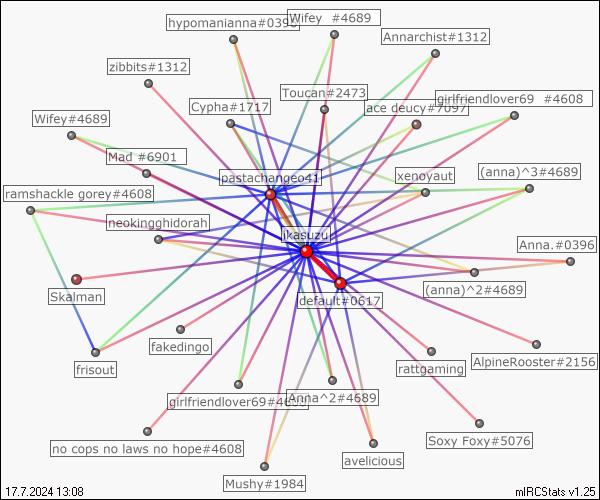 hypomanianna#0396
Wifey  #4689
Annarchist#1312
zibbits#1312
Toucan#2473
Cypha#1717
ace deucy#7097
girlfriendlover69  #4608
Wifey#4689
Mad #6901
pastachangeo41
xenoyaut
(anna)^3#4689
ramshackle gorey#4608
neokingghidorah
ikasuzu
Anna.#0396
Skalman
default#0617
(anna)^2#4689
fakedingo
frisout
rattgaming
AlpineRooster#2156
girlfriendlover69#4608
Anna^2#4689
no cops no laws no hope#4608
Soxy Foxy#5076
avelicious
Mushy#1984
17.7.2024 13:08
mIRCStats v1.25